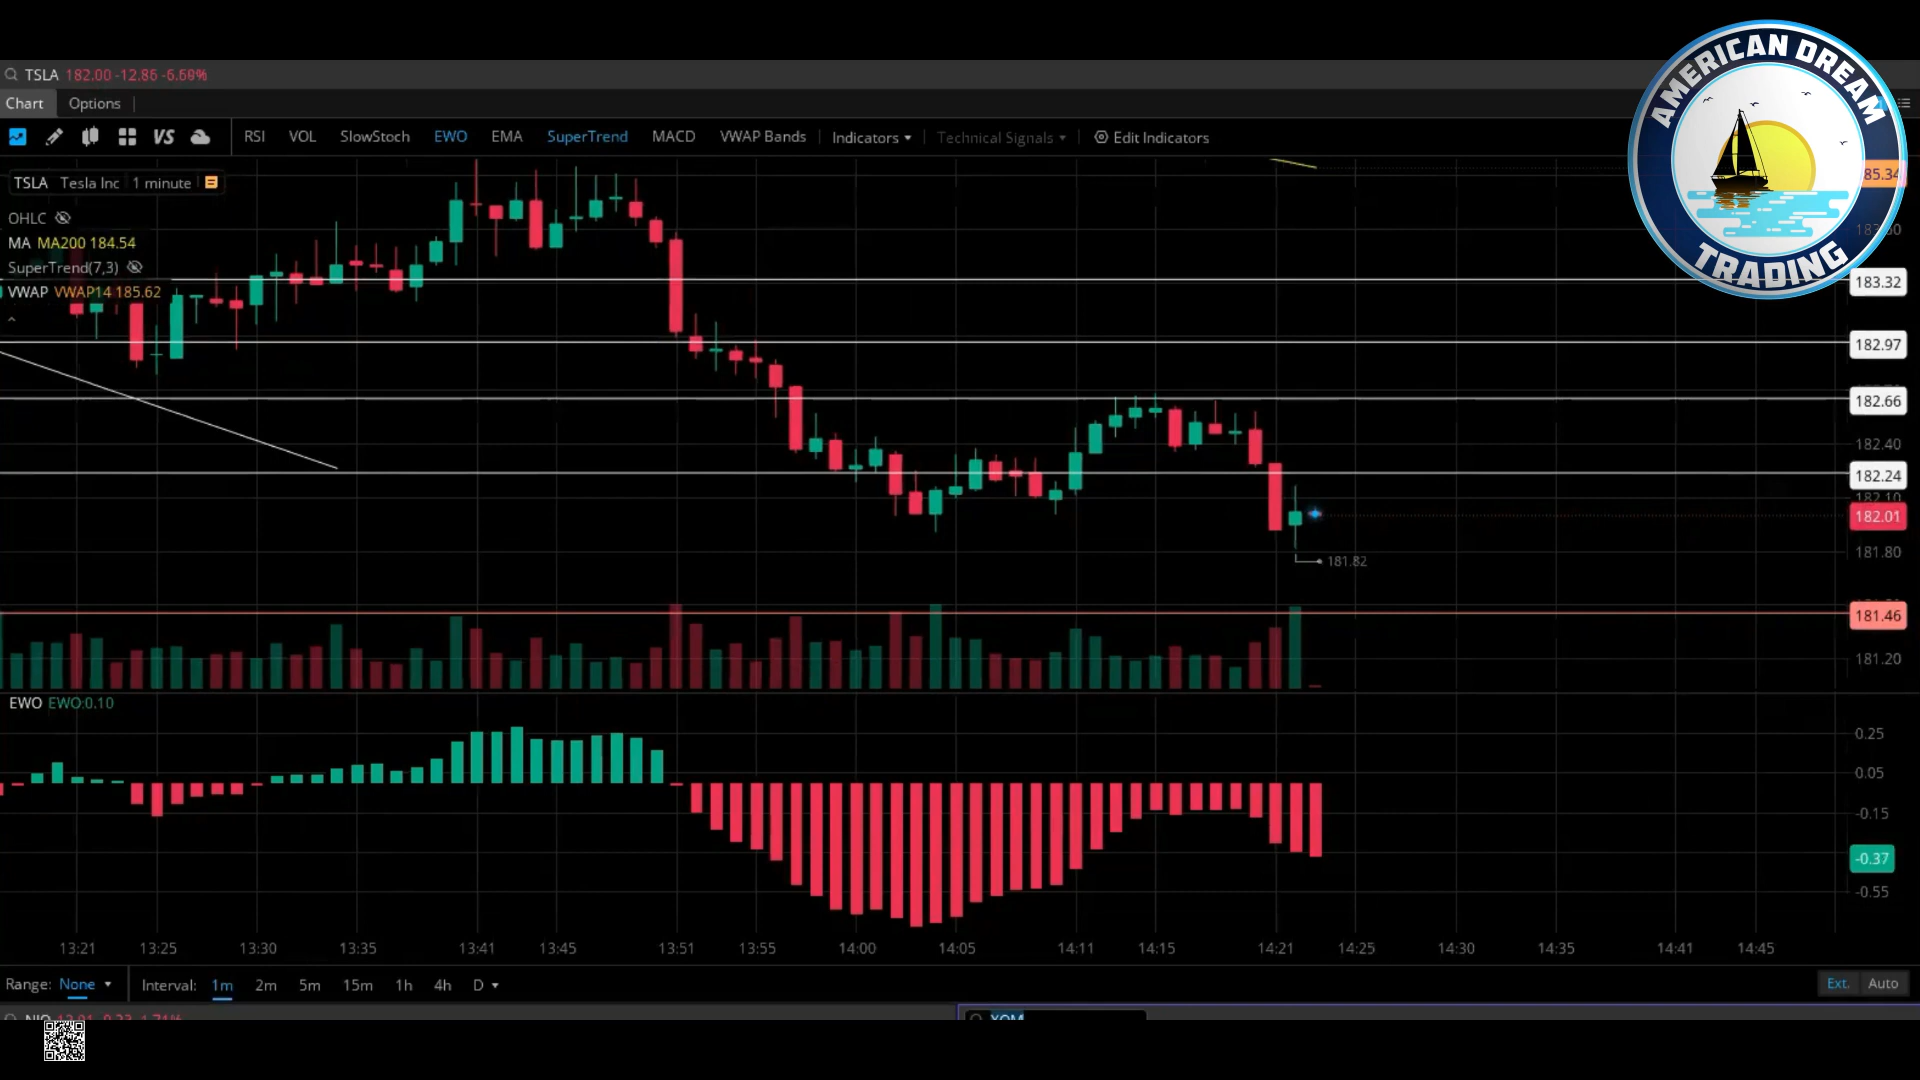 AMERICAN DREAM
TRADING
TSLA 182.00 -12.86 -6.60%
Chart Options
VS RSI VOL SlowStoch EWO EMA SuperTrend MACD VWAP Bands Indicators Technical Signals Edit Indicators
TSLA Tesla Inc 1 minute
OHLC
MA MA200 184.54
SuperTrend(7,3)
VWAP VWAP14 185.62
85.34
183.32
182.97
182.66
182.40
182.24
182.10
182.01
181.80
181.82
181.46
181.20
EWO EWO:0.10
0.25
0.05
-0.15
-0.37
-0.55
13:21 13:25 13:30 13:35 13:41 13:45 13:51 13:55 14:00 14:05 14:11 14:15 14:21 14:25 14:30 14:35 14:41 14:45
Range: None Interval: 1m 2m 5m 15m 1h 4h D Ext. Auto
XOM